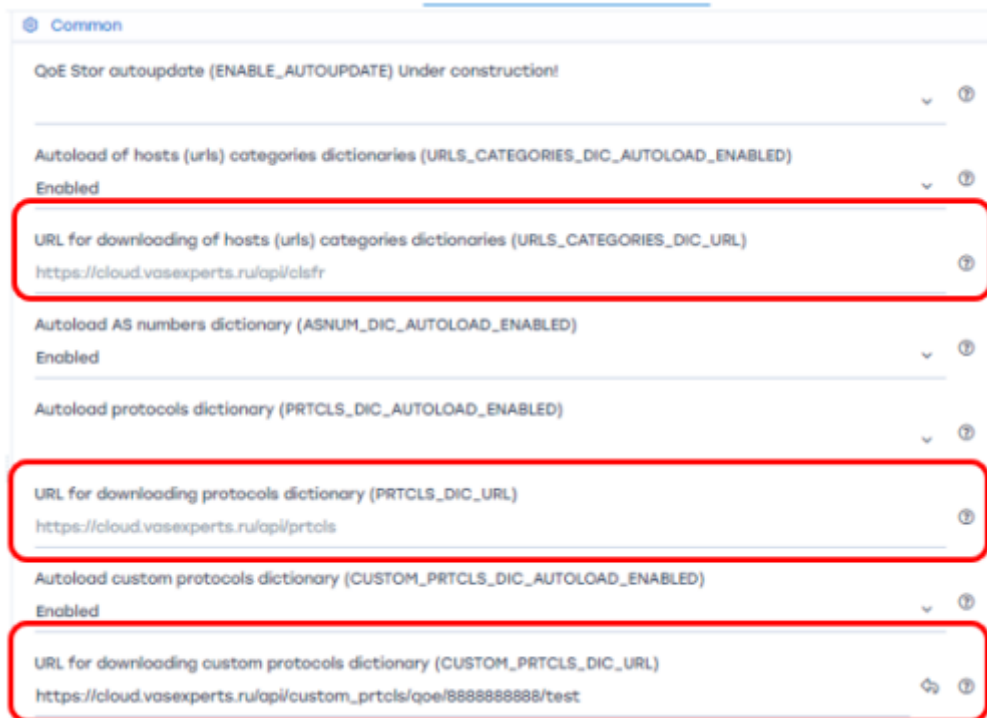 Common
QoE Stor autoupdate (ENABLE_AUTOUPDATE) Under construction!
Autoload of hosts (urls) categories dictionaries (URLS_CATEGORIES_DIC_AUTOLOAD_ENABLED)
Enabled
URL for downloading of hosts (urls) categories dictionaries (URLS_CATEGORIES_DIC_URL)
https://cloud.vasexperts.ru/api/clsfr
Autoload AS numbers dictionary (ASNUM_DIC_AUTOLOAD_ENABLED)
Enabled
Autoload protocols dictionary (PRTCLS_DIC_AUTOLOAD_ENABLED)
URL for downloading protocols dictionary (PRTCLS_DIC_URL)
https://cloud.vasexperts.ru/api/prtcls
Autoload custom protocols dictionary (CUSTOM_PRTCLS_DIC_AUTOLOAD_ENABLED)
Enabled
URL for downloading custom protocols dictionary (CUSTOM_PRTCLS_DIC_URL)
https://cloud.vasexperts.ru/api/custom_prtcls/qoe/8888888888/test